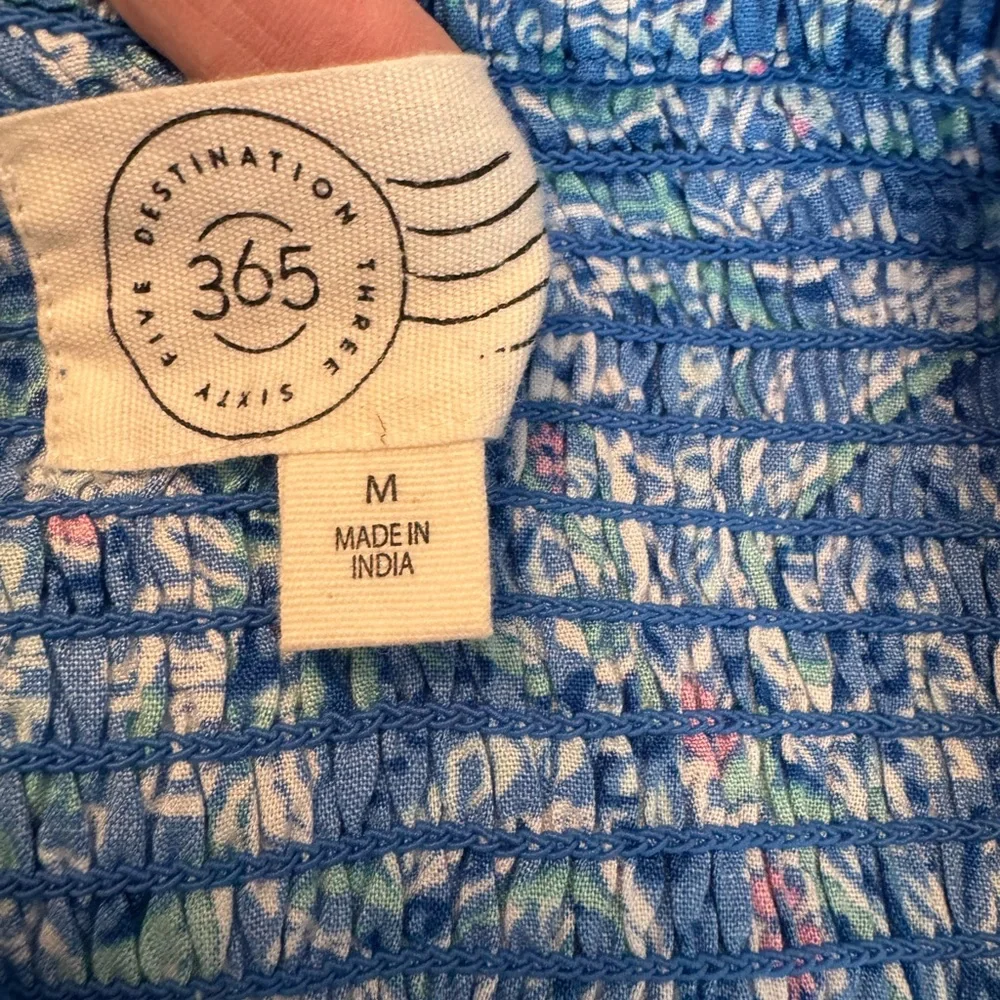 DESTINATION THREE SIXTY FIVE
365
M
MADE IN
INDIA